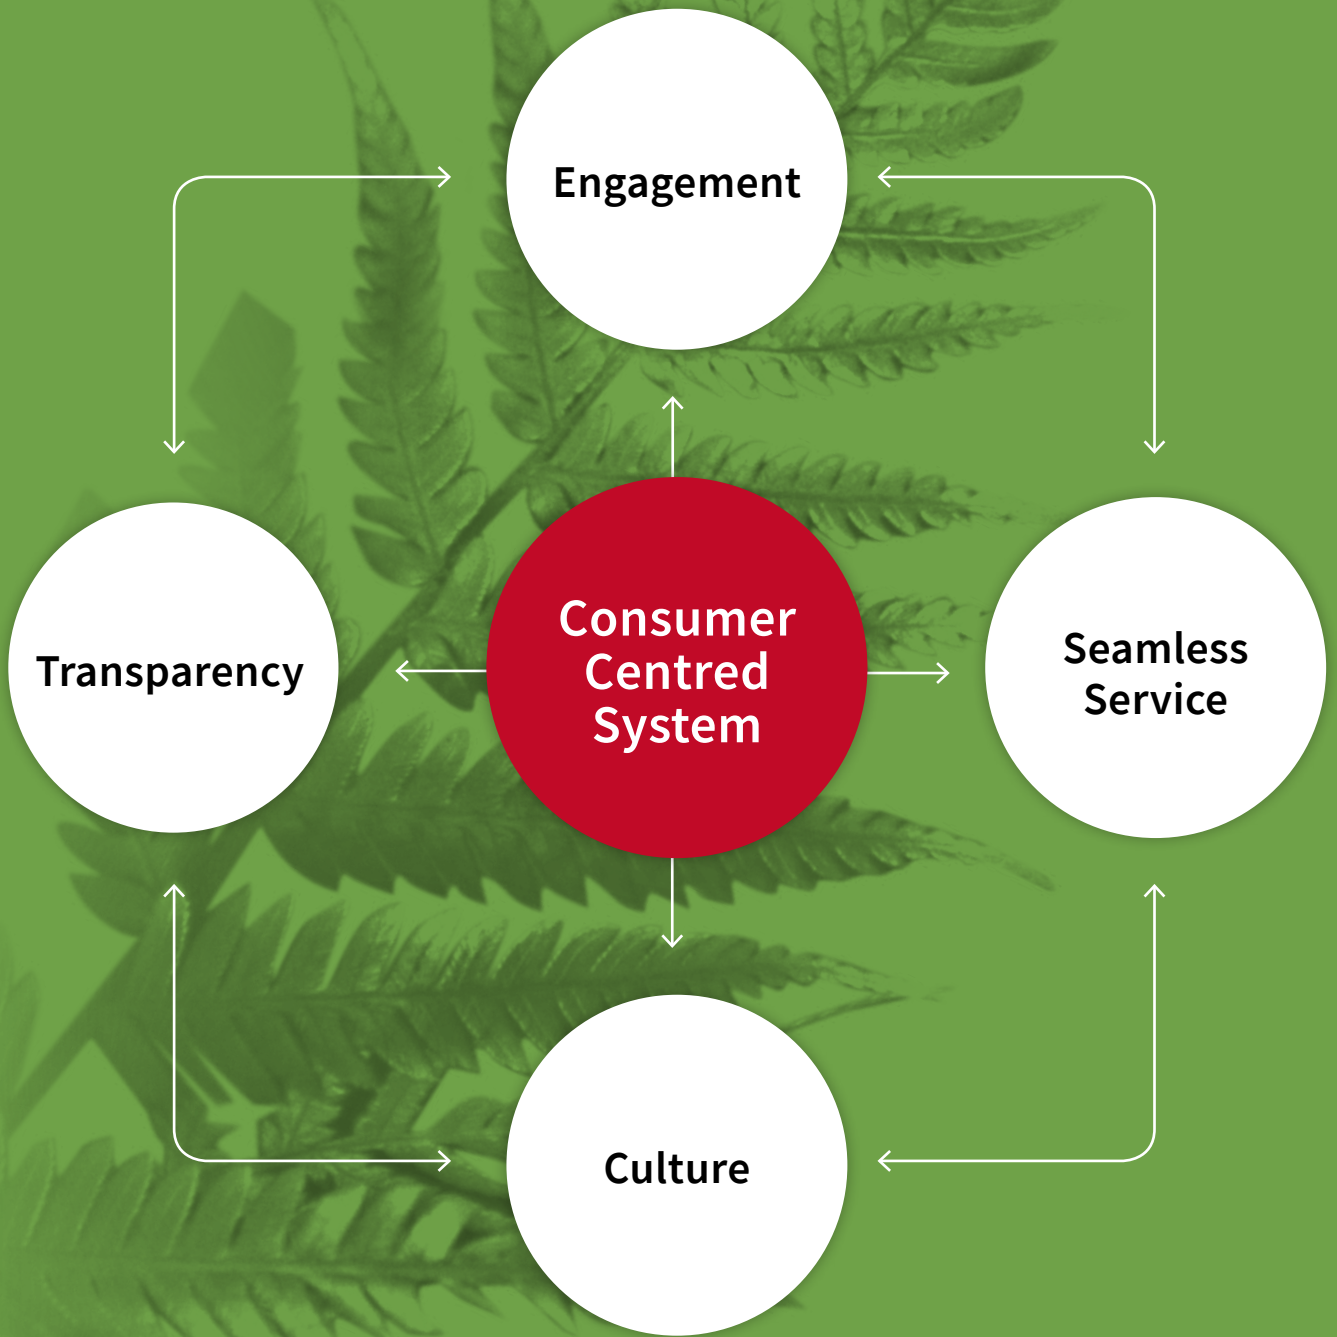 Engagement
Transparency
Consumer
Centred
System
Seamless
Service
Culture